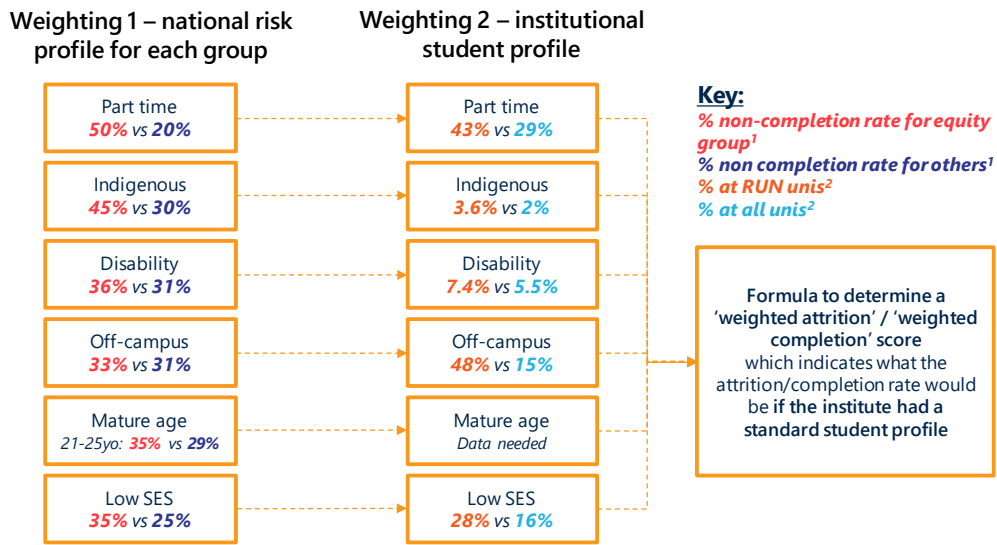 Weighting 1 – national risk
profile for each group
Part time
50% vs 20%
Indigenous
45% vs 30%
Disability
36% vs 31%
Off-campus
33% vs 31%
Mature age
21-25yo: 35% vs 29%
Low SES
35% vs 25%
Weighting 2 – institutional
student profile
Part time
43% vs 29%
Indigenous
3.6% vs 2%
Disability
7.4% vs 5.5%
Off-campus
48% vs 15%
Mature age
Data needed
Low SES
28% vs 16%
Key:
% non-completion rate for equity
group¹
% non completion rate for others¹
% at RUN unis²
% at all unis²
Formula to determine a
‘weighted attrition’ / ‘weighted
completion’ score
which indicates what the
attrition/completion rate would
be if the institute had a
standard student profile